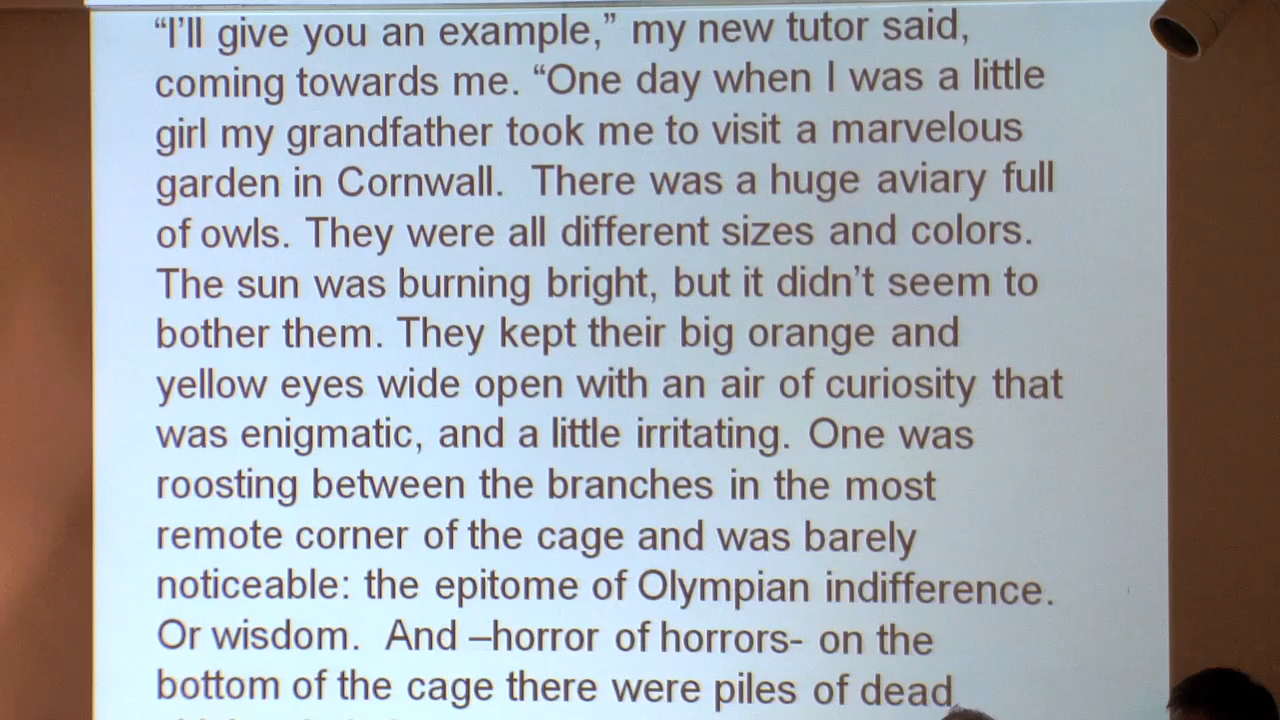 “I’ll give you an example,” my new tutor said,
coming towards me. “One day when I was a little
girl my grandfather took me to visit a marvelous
garden in Cornwall.  There was a huge aviary full
of owls. They were all different sizes and colors.
The sun was burning bright, but it didn’t seem to
bother them. They kept their big orange and
yellow eyes wide open with an air of curiosity that
was enigmatic, and a little irritating.  One was
roosting between the branches in the most
remote corner of the cage and was barely
noticeable: the epitome of Olympian indifference.
Or wisdom.  And –horror of horrors- on the
bottom of the cage there were piles of dead